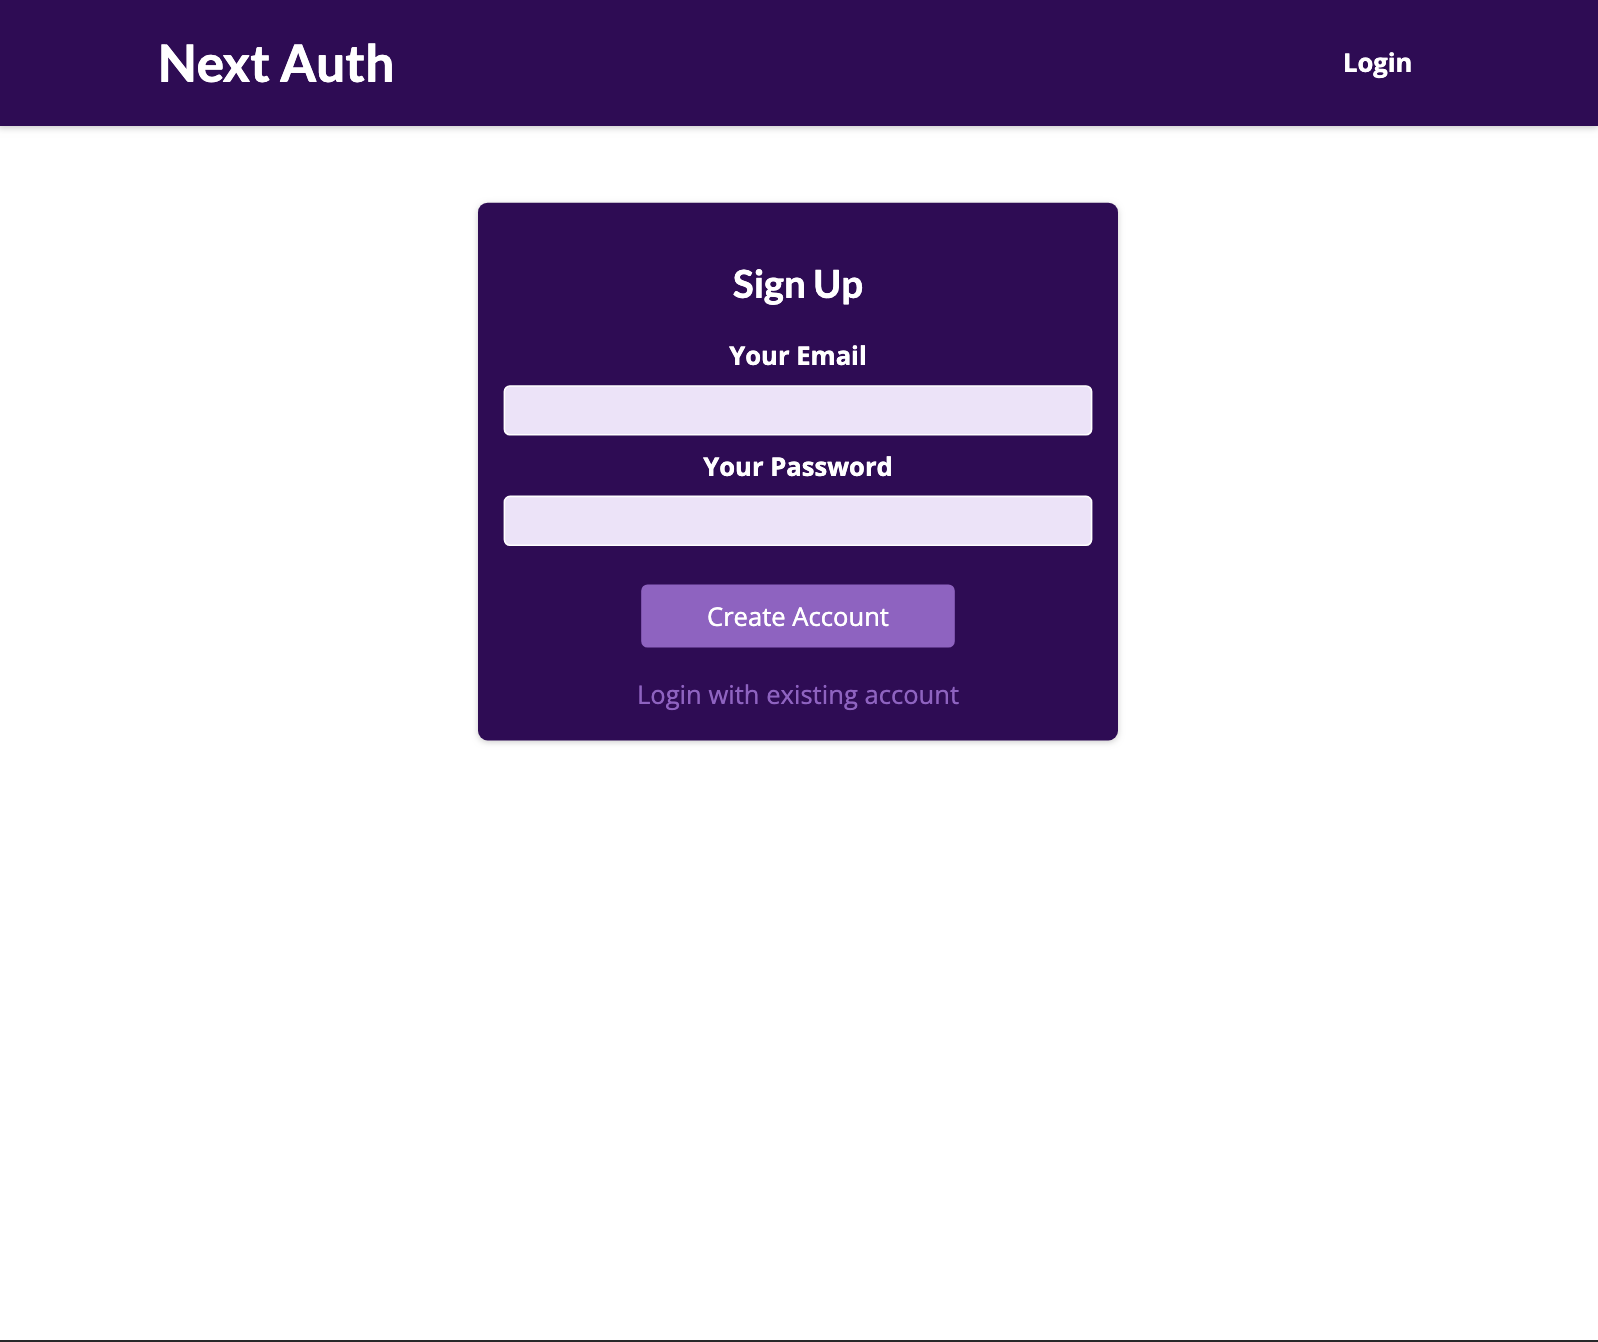 Next Auth
Login
Sign Up
Your Email
Your Password
Create Account
Login with existing account